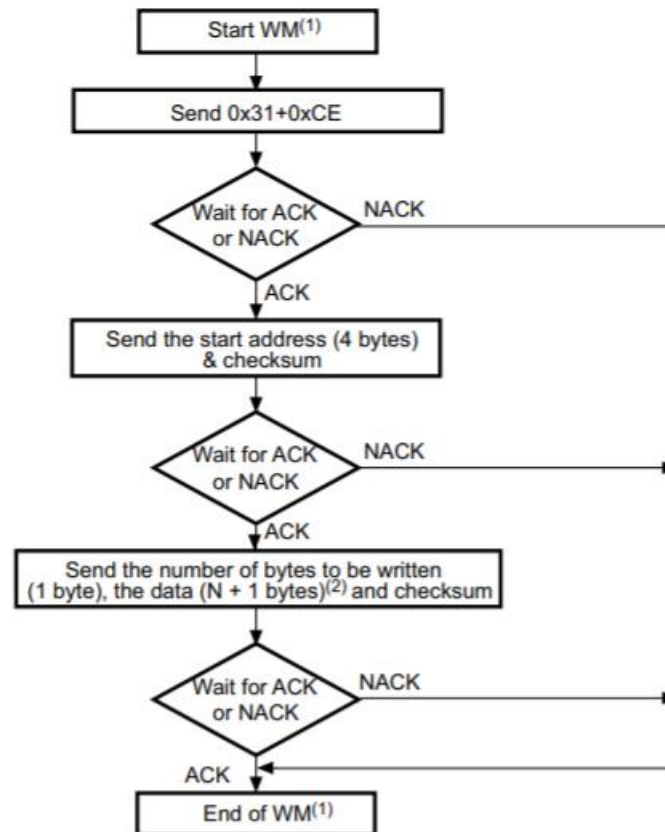 Start WM(1)
Send 0x31+0xCE
Wait for ACK
or NACK
NACK
ACK
Send the start address (4 bytes)
& checksum
Wait for ACK
or NACK
NACK
ACK
Send the number of bytes to be written
(1 byte), the data (N + 1 bytes)(2) and checksum
Wait for ACK
or NACK
NACK
ACK
End of WM(1)